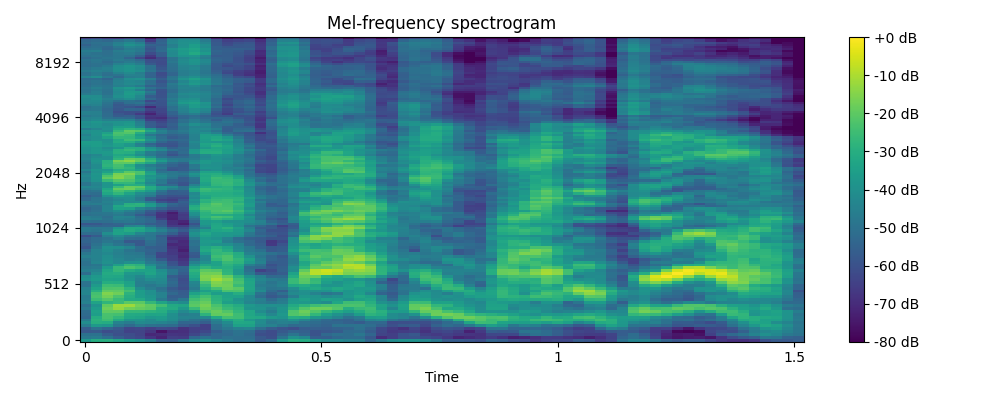 Mel-frequency spectrogram
+0 dB
8192
-10 dB
4096
-20 dB
-30 dB
2048
Hz
-40 dB
1024
-50 dB
-60 dB
512
-70 dB
0
-80 dB
0 0.5 1 1.5
Time